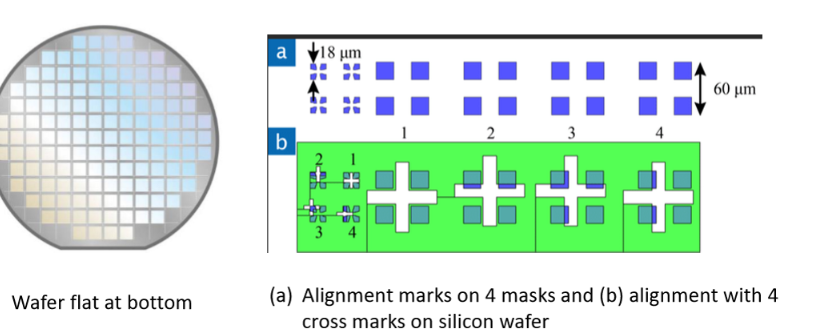 a
18 μm
60 μm
1 2 3 4
b
2 1
3 4
Wafer flat at bottom
(a) Alignment marks on 4 masks and (b) alignment with 4
cross marks on silicon wafer